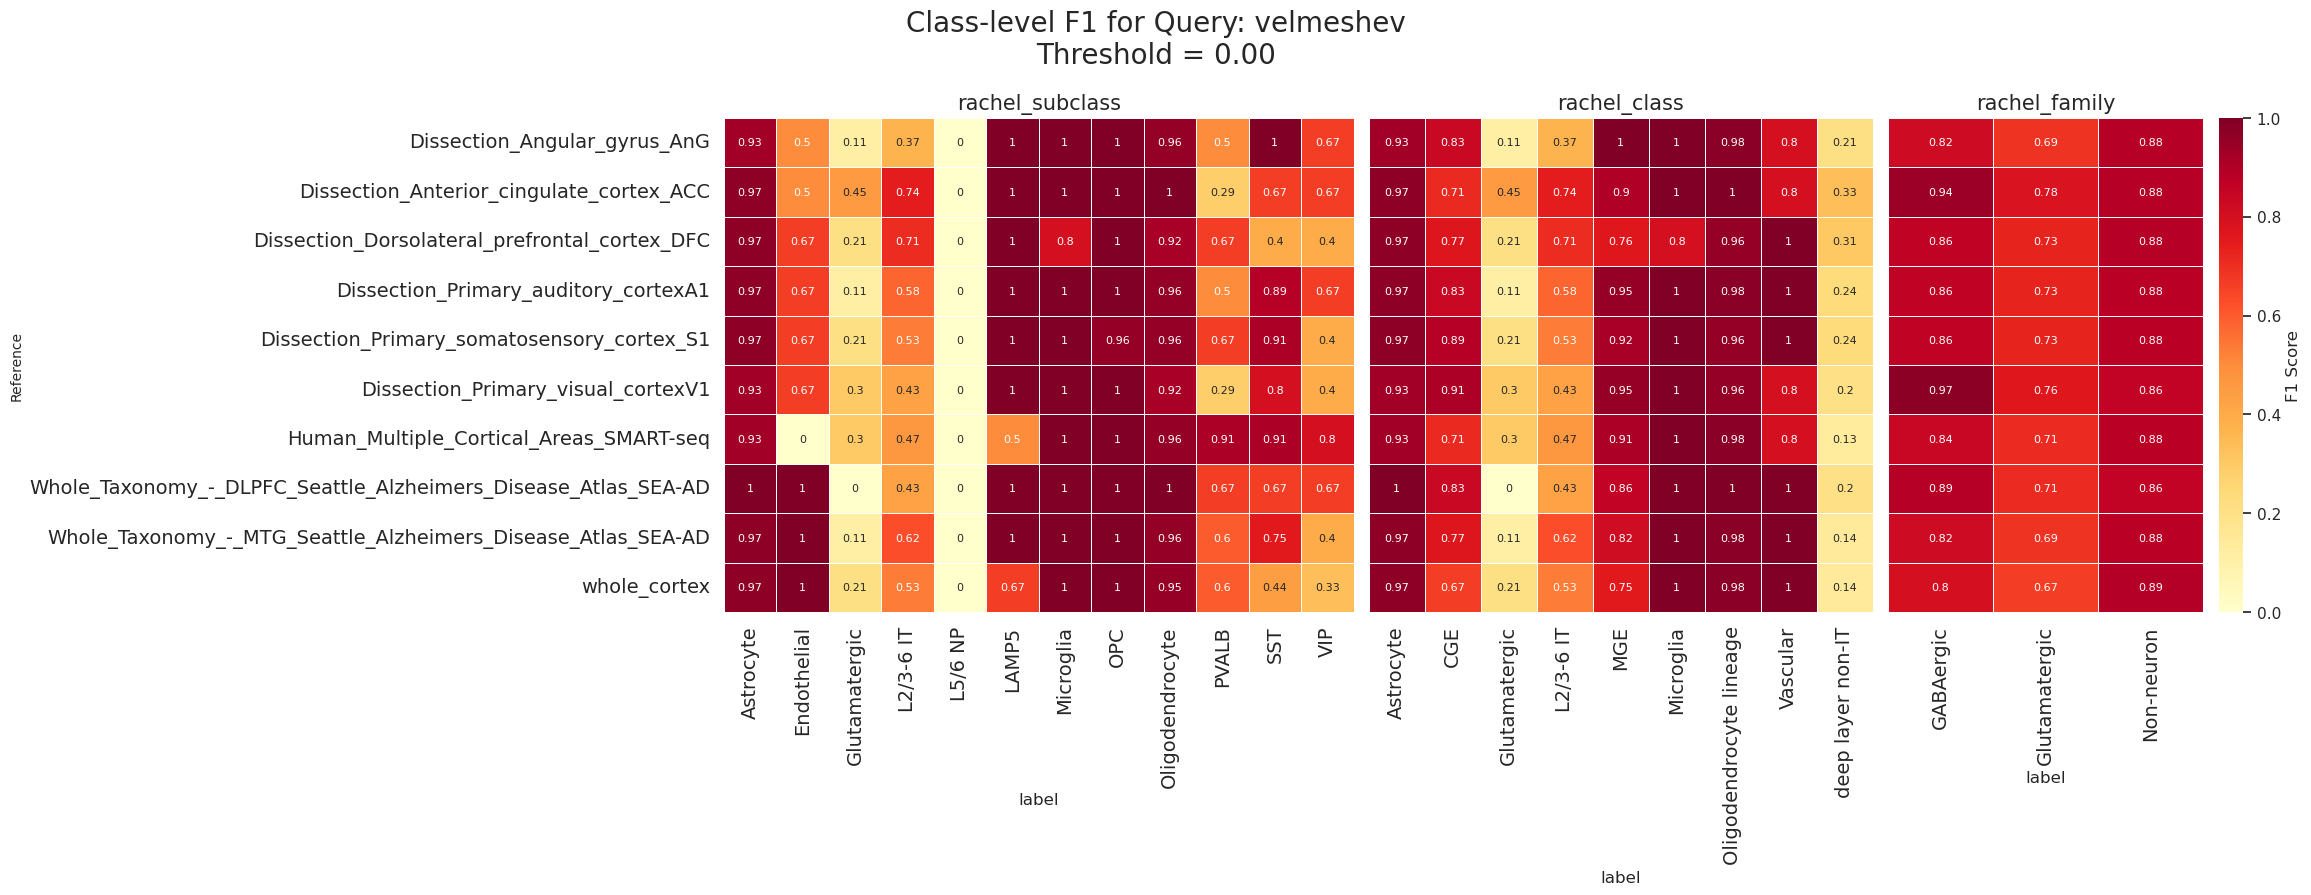 Class-level F1 for Query: velmeshev
Threshold = 0.00
rachel_subclass rachel_class rachel_family
Reference
Dissection_Angular_gyrus_AnG 0.93 0.5 0.11 0.37 0 1 1 1 0.96 0.5 1 0.67 0.93 0.83 0.11 0.37 1 1 0.98 0.8 0.21 0.82 0.69 0.88
Dissection_Anterior_cingulate_cortex_ACC 0.97 0.5 0.45 0.74 0 1 1 1 1 0.29 0.67 0.67 0.97 0.71 0.45 0.74 0.9 1 1 0.8 0.33 0.94 0.78 0.88
Dissection_Dorsolateral_prefrontal_cortex_DFC 0.97 0.67 0.21 0.71 0 1 0.8 1 0.92 0.67 0.4 0.4 0.97 0.77 0.21 0.71 0.76 0.8 0.96 1 0.31 0.86 0.73 0.88
Dissection_Primary_auditory_cortexA1 0.97 0.67 0.11 0.58 0 1 1 1 0.96 0.5 0.89 0.67 0.97 0.83 0.11 0.58 0.95 1 0.98 1 0.24 0.86 0.73 0.88
Dissection_Primary_somatosensory_cortex_S1 0.97 0.67 0.21 0.53 0 1 1 0.96 0.96 0.67 0.91 0.4 0.97 0.89 0.21 0.53 0.92 1 0.96 1 0.24 0.86 0.73 0.88
Dissection_Primary_visual_cortexV1 0.93 0.67 0.3 0.43 0 1 1 1 0.92 0.29 0.8 0.4 0.93 0.91 0.3 0.43 0.95 1 0.96 0.8 0.2 0.97 0.76 0.86
Human_Multiple_Cortical_Areas_SMART-seq 0.93 0 0.3 0.47 0 0.5 1 1 0.96 0.91 0.91 0.8 0.93 0.71 0.3 0.47 0.91 1 0.98 0.8 0.13 0.84 0.71 0.88
Whole_Taxonomy_-_DLPFC_Seattle_Alzheimers_Disease_Atlas_SEA-AD 1 1 0 0.43 0 1 1 1 1 0.67 0.67 0.67 1 0.83 0 0.43 0.86 1 1 1 0.2 0.89 0.71 0.86
Whole_Taxonomy_-_MTG_Seattle_Alzheimers_Disease_Atlas_SEA-AD 0.97 1 0.11 0.62 0 1 1 1 0.96 0.6 0.75 0.4 0.97 0.77 0.11 0.62 0.82 1 0.98 1 0.14 0.82 0.69 0.88
whole_cortex 0.97 1 0.21 0.53 0 0.67 1 1 0.95 0.6 0.44 0.33 0.97 0.67 0.21 0.53 0.75 1 0.98 1 0.14 0.8 0.67 0.89
Astrocyte
Endothelial
Glutamatergic
L2/3-6 IT
L5/6 NP
LAMP5
Microglia
OPC
Oligodendrocyte
PVALB
SST
VIP
label
Astrocyte
CGE
Glutamatergic
L2/3-6 IT
MGE
Microglia
Oligodendrocyte lineage
Vascular
deep layer non-IT
label
GABAergic
Glutamatergic
Non-neuron
label
1.0
0.8
0.6
0.4
0.2
0.0
F1 Score